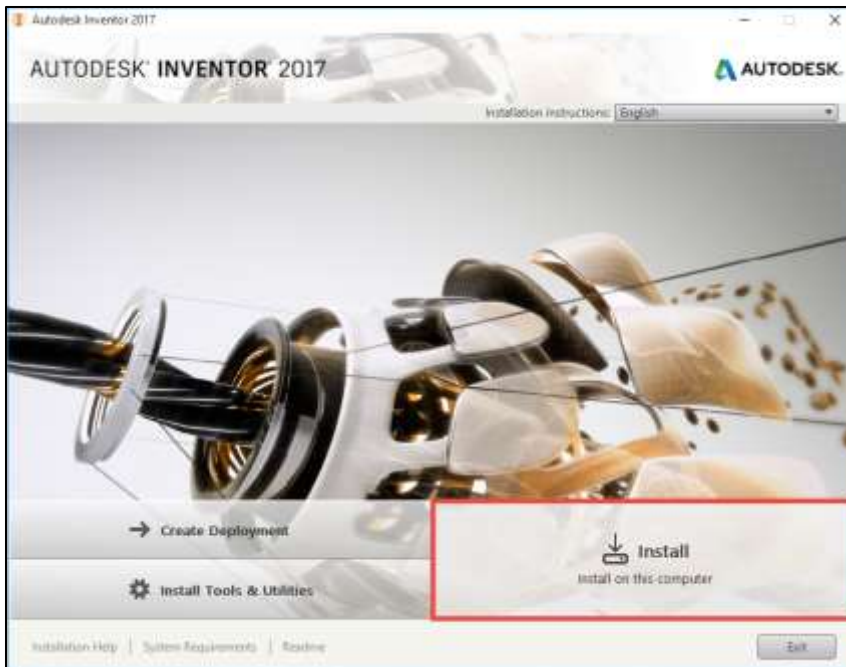 Autodesk Inventor 2017
AUTODESK® INVENTOR® 2017
AUTODESK.
Installation instructions: English
Create Deployment
Install
Install on this computer
Install Tools & Utilities
Installation Help | System Requirements | Readme
Exit